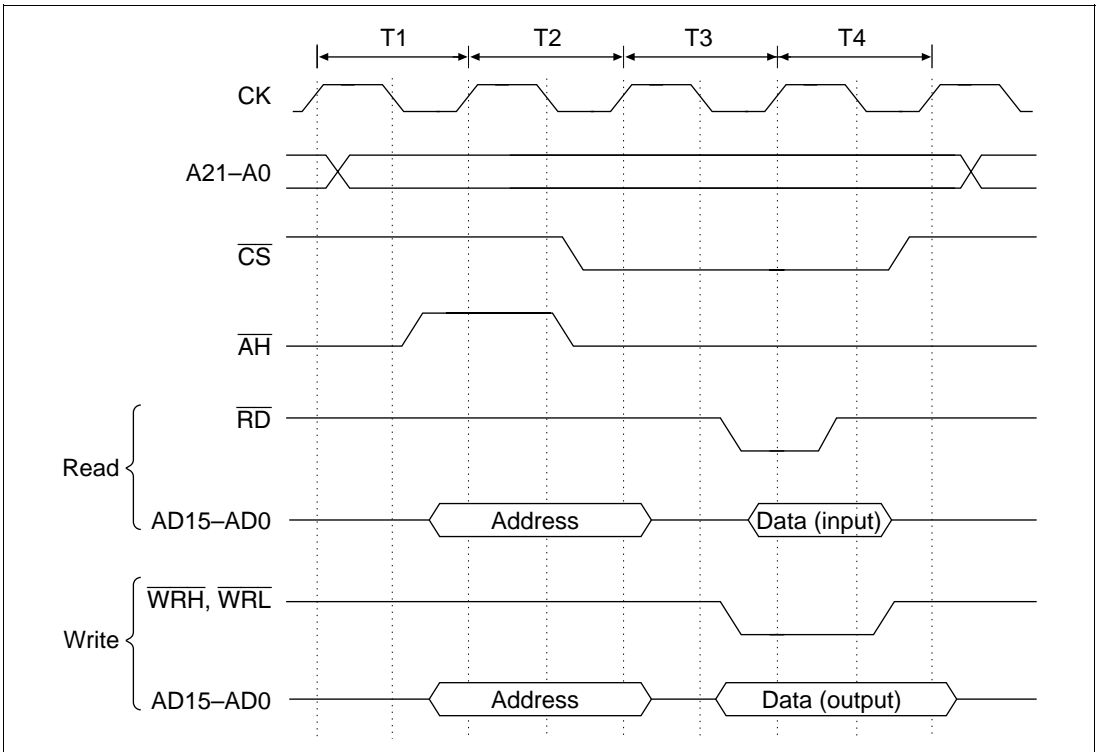 T1 T2 T3 T4
CK
A21–A0
CS
AH
RD
Read
AD15–AD0 Address Data (input)
WRH, WRL
Write
AD15–AD0 Address Data (output)